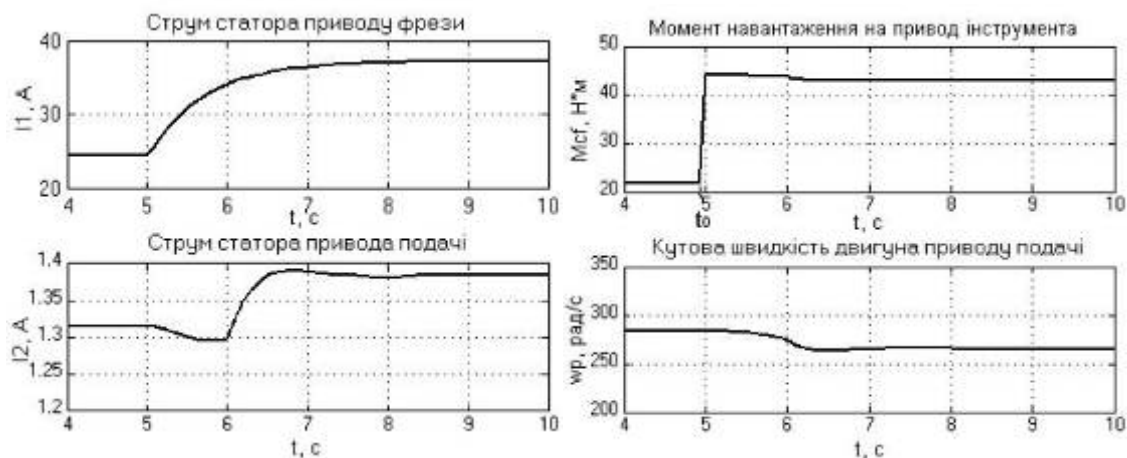 Струм статора приводу фрези
40
30
20
I1, А
4 5 6 7 8 9 10
t, с
Момент навантаження на привод інструмента
50
40
30
20
Mcf, Н*м
4 5 6 7 8 9 10
t0
t, с
Струм статора привода подачі
1.4
1.35
1.3
1.25
1.2
I2, А
4 5 6 7 8 9 10
t, с
Кутова швидкість двигуна приводу подачі
350
300
250
200
wp, рад/с
4 5 6 7 8 9 10
t, с